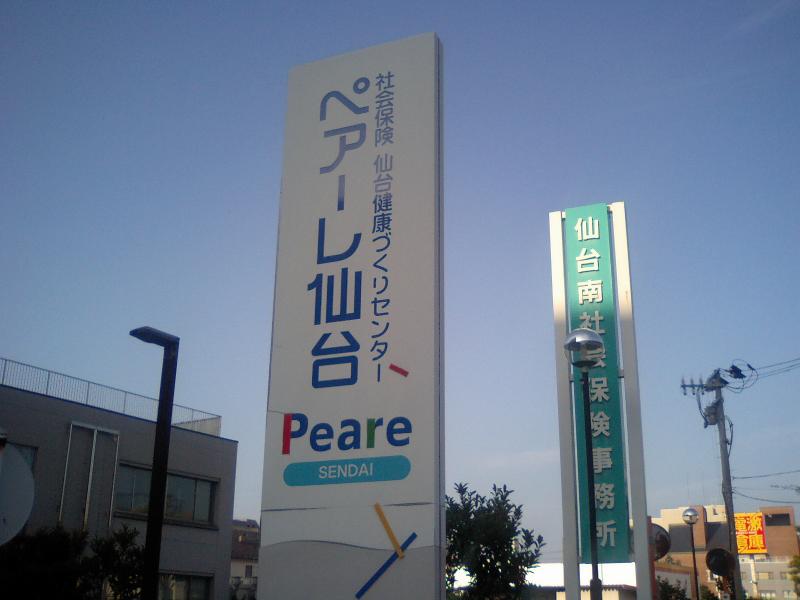 社会保険 仙台健康づくりセンター
ペアーレ仙台
Peare
SENDAI
仙台南社会保険事務所